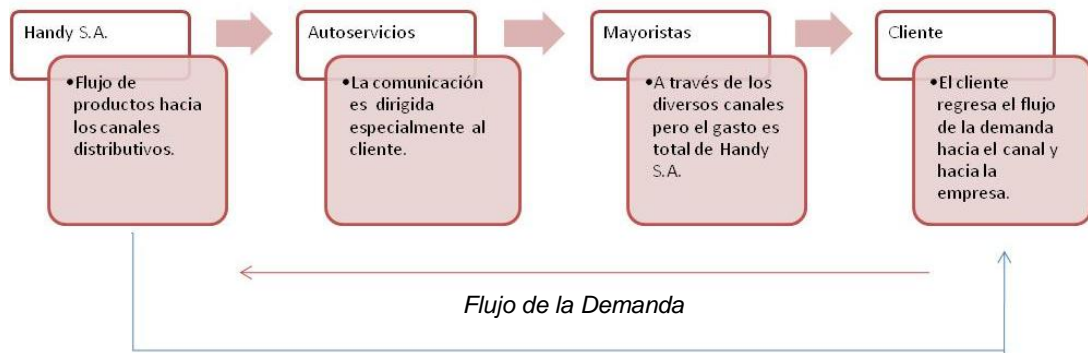 Handy S.A.
•Flujo de
productos hacia
los canales
distributivos.
Autoservicios
•La comunicación
es dirigida
especialmente al
cliente.
Mayoristas
•A través de los
diversos canales
pero el gasto es
total de Handy
S.A.
Cliente
•El cliente
regresa el flujo
de la demanda
hacia el canal y
hacia la
empresa.
Flujo de la Demanda